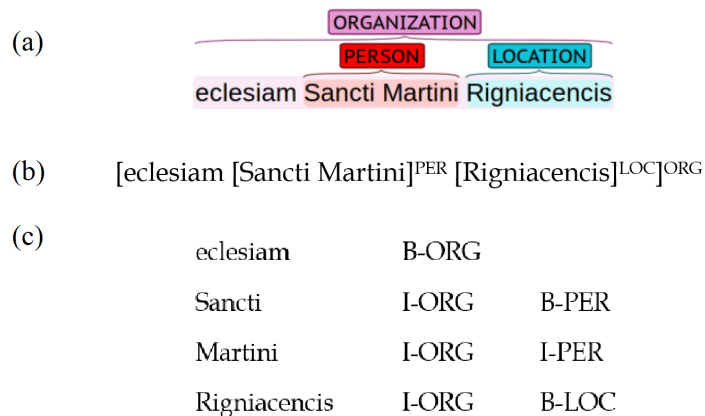 (a)
ORGANIZATION
PERSON LOCATION
eclesiam Sancti Martini Rigniacencis
(b) [eclesiam [Sancti Martini]PER [Rigniacencis]LOC]ORG
(c)
eclesiam B-ORG
Sancti I-ORG B-PER
Martini I-ORG I-PER
Rigniacencis I-ORG B-LOC